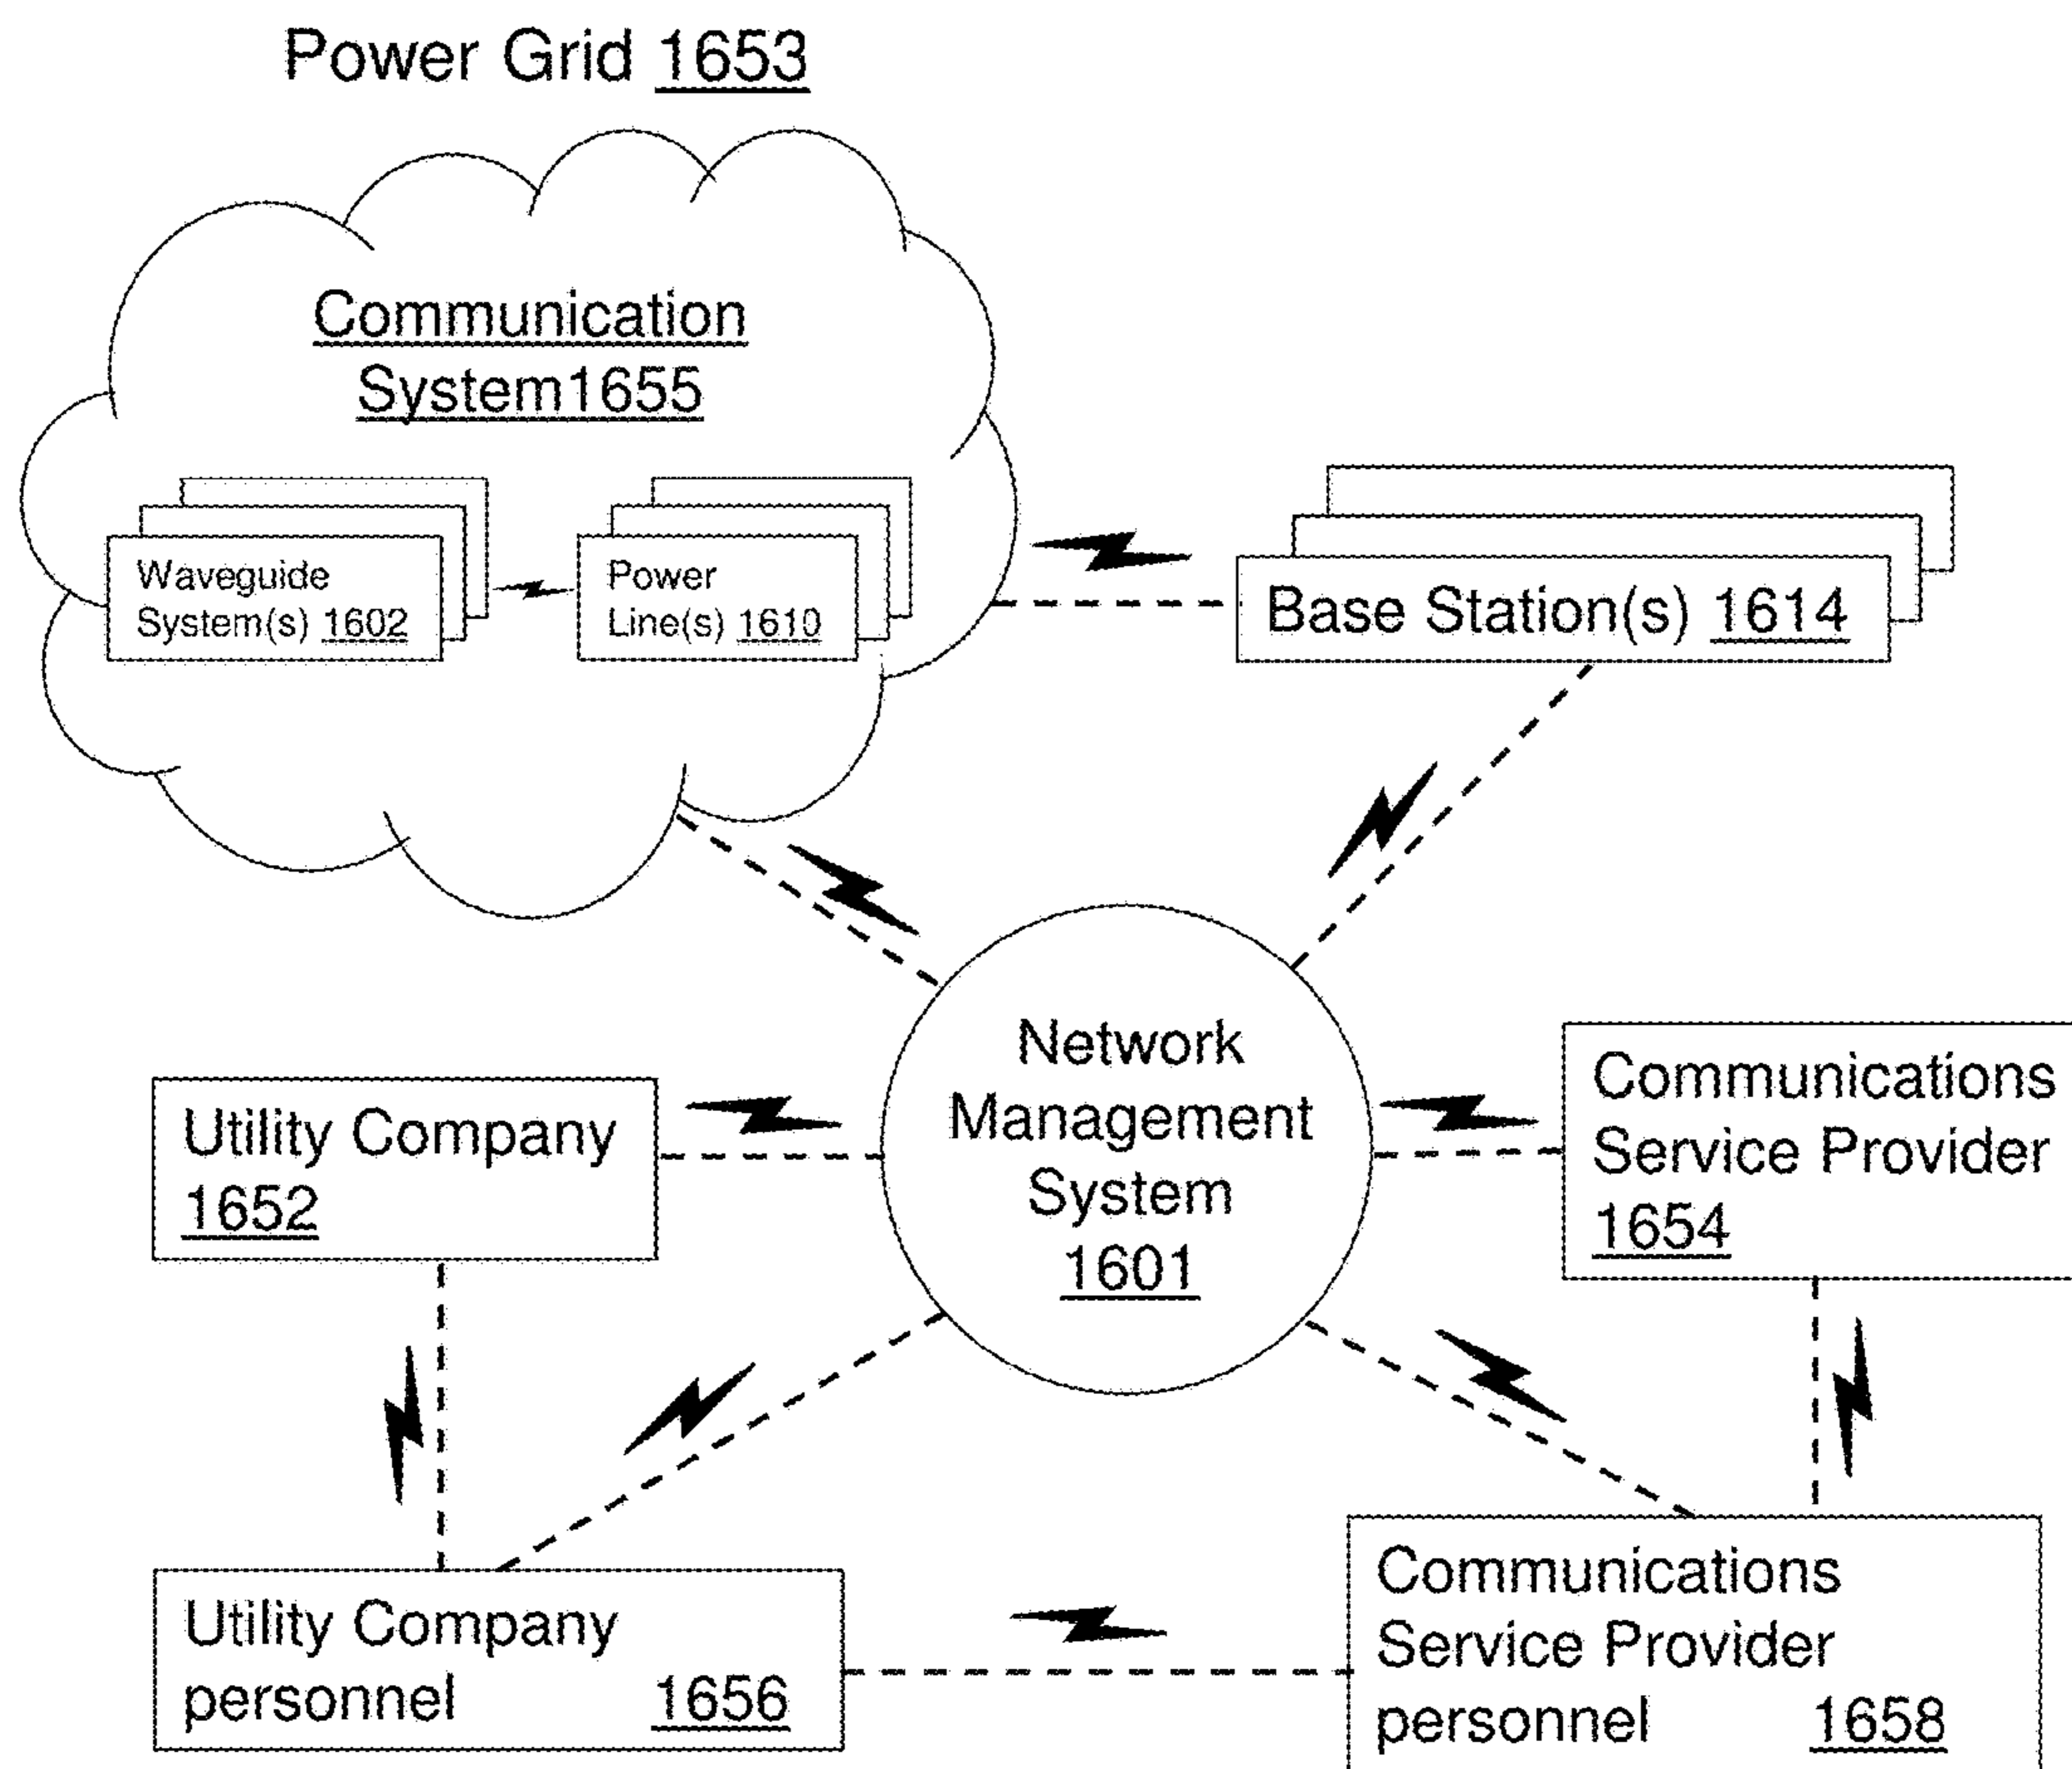 Power Grid 1653
Communication
System1655
Waveguide
System(s) 1602
Power
Line(s) 1610
Base Station(s) 1614
Network
Management
System
1601
Utility Company
1652
Communications
Service Provider
1654
Utility Company
personnel 1656
Communications
Service Provider
personnel 1658